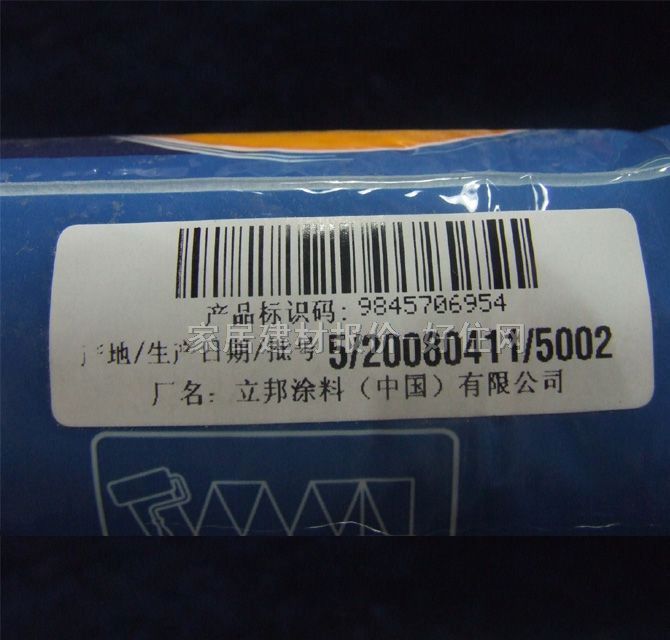 产品标识码: 9845706954
产地/生产日期/批号 5/20080411/5002
厂名: 立邦涂料（中国）有限公司
家居建材报价-好住网